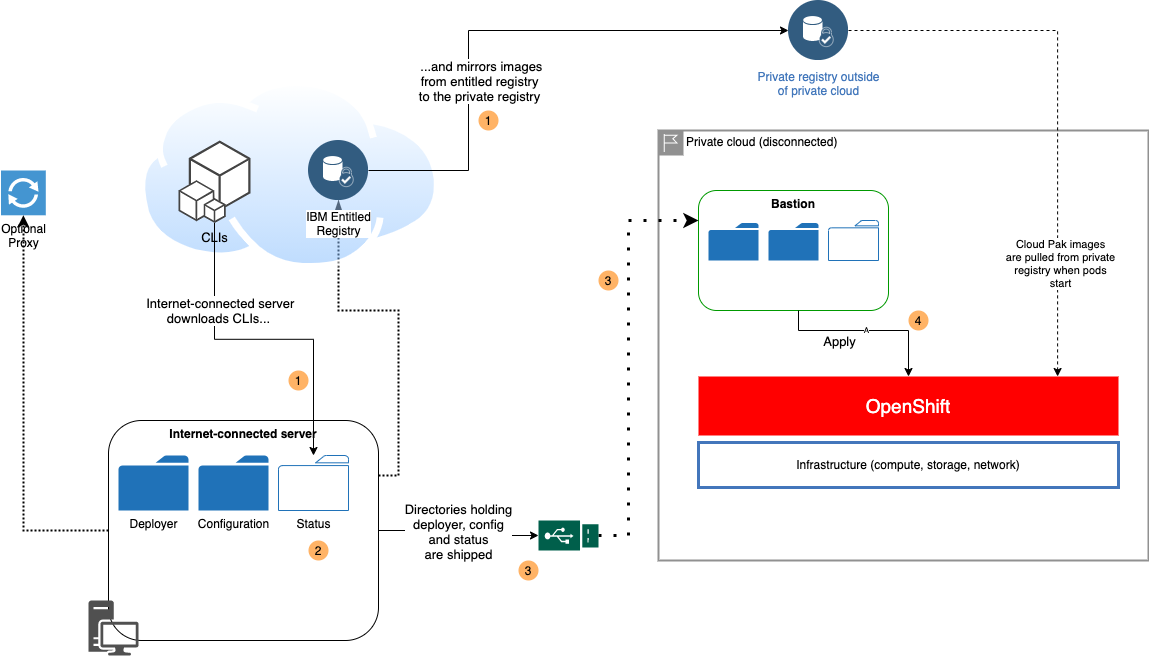 ...and mirrors images
from entitled registry
to the private registry
1
Private registry outside
of private cloud
Private cloud (disconnected)
Optional
Proxy
CLIs
IBM Entitled
Registry
Bastion
Internet-connected server
downloads CLIs...
3
Cloud Pak images
are pulled from private
registry when pods
start
4
Apply
1
OpenShift
Internet-connected server
Infrastructure (compute, storage, network)
Deployer
Configuration
Status
2
Directories holding
deployer, config
and status
are shipped
3